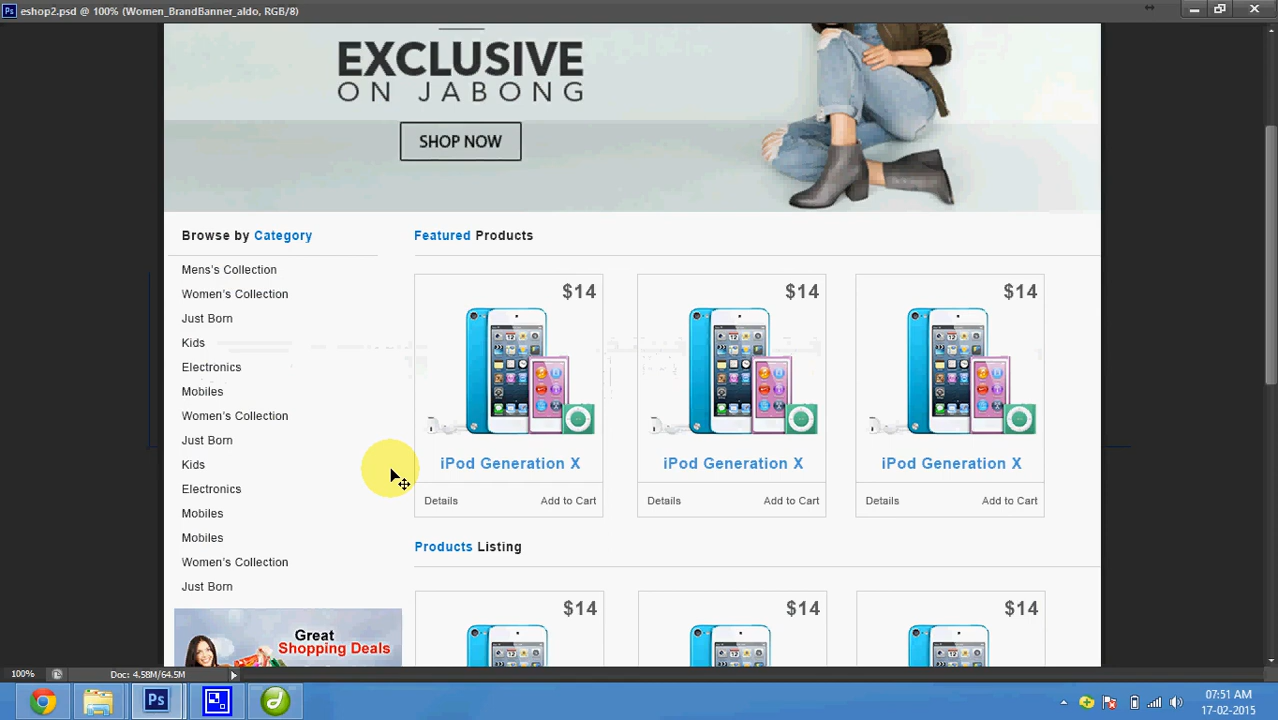 eshop2.psd @ 100% (Women_BrandBanner_aldo, RGB/8)
EXCLUSIVE
ON JABONG
SHOP NOW
Browse by Category
Mens's Collection
Women's Collection
Just Born
Kids
Electronics
Mobiles
Women's Collection
Just Born
Kids
Electronics
Mobiles
Mobiles
Women's Collection
Just Born
Great
Shopping Deals
Featured Products
$14 $14 $14
iPod Generation X iPod Generation X iPod Generation X
Details Add to Cart Details Add to Cart Details Add to Cart
Products Listing
$14 $14 $14
100% Doc: 4.58M/64.5M
Ps
07:51 AM
17-02-2015